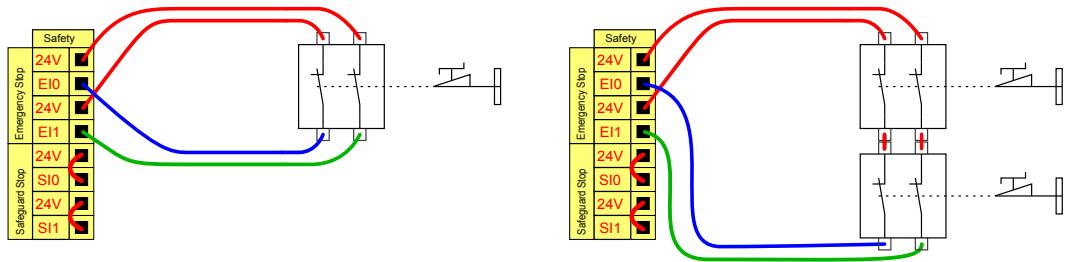 Safety
Emergency Stop
24V
EI0
24V
EI1
Safeguard Stop
24V
SI0
24V
SI1
Safety
Emergency Stop
24V
EI0
24V
EI1
Safeguard Stop
24V
SI0
24V
SI1